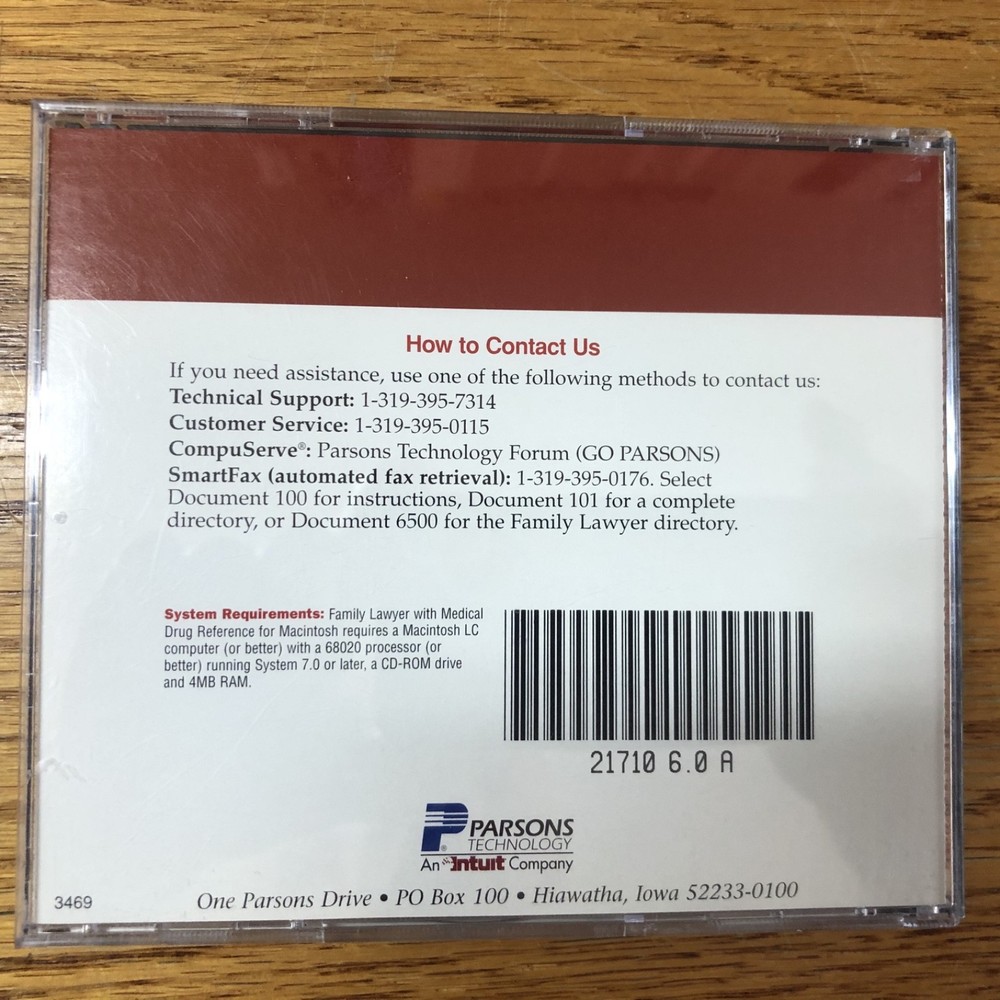 How to Contact Us
If you need assistance, use one of the following methods to contact us:
Technical Support: 1-319-395-7314
Customer Service: 1-319-395-0115
CompuServe®: Parsons Technology Forum (GO PARSONS)
SmartFax (automated fax retrieval): 1-319-395-0176. Select
Document 100 for instructions, Document 101 for a complete
directory, or Document 6500 for the Family Lawyer directory.
System Requirements: Family Lawyer with Medical
Drug Reference for Macintosh requires a Macintosh LC
computer (or better) with a 68020 processor (or
better) running System 7.0 or later, a CD-ROM drive
and 4MB RAM.
21710 6.0 A
PARSONS
TECHNOLOGY®
An Intuit Company
3469
One Parsons Drive • PO Box 100 • Hiawatha, Iowa 52233-0100